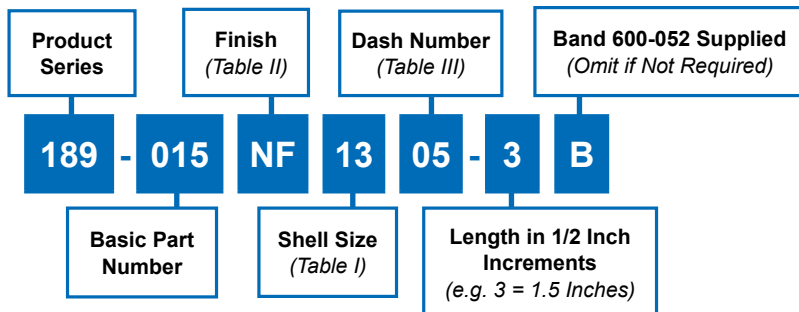 Product
Series
Finish
(Table II)
Dash Number
(Table III)
Band 600-052 Supplied
(Omit if Not Required)
189 - 015 NF 13 05 - 3 B
Basic Part
Number
Shell Size
(Table I)
Length in 1/2 Inch
Increments
(e.g. 3 = 1.5 Inches)